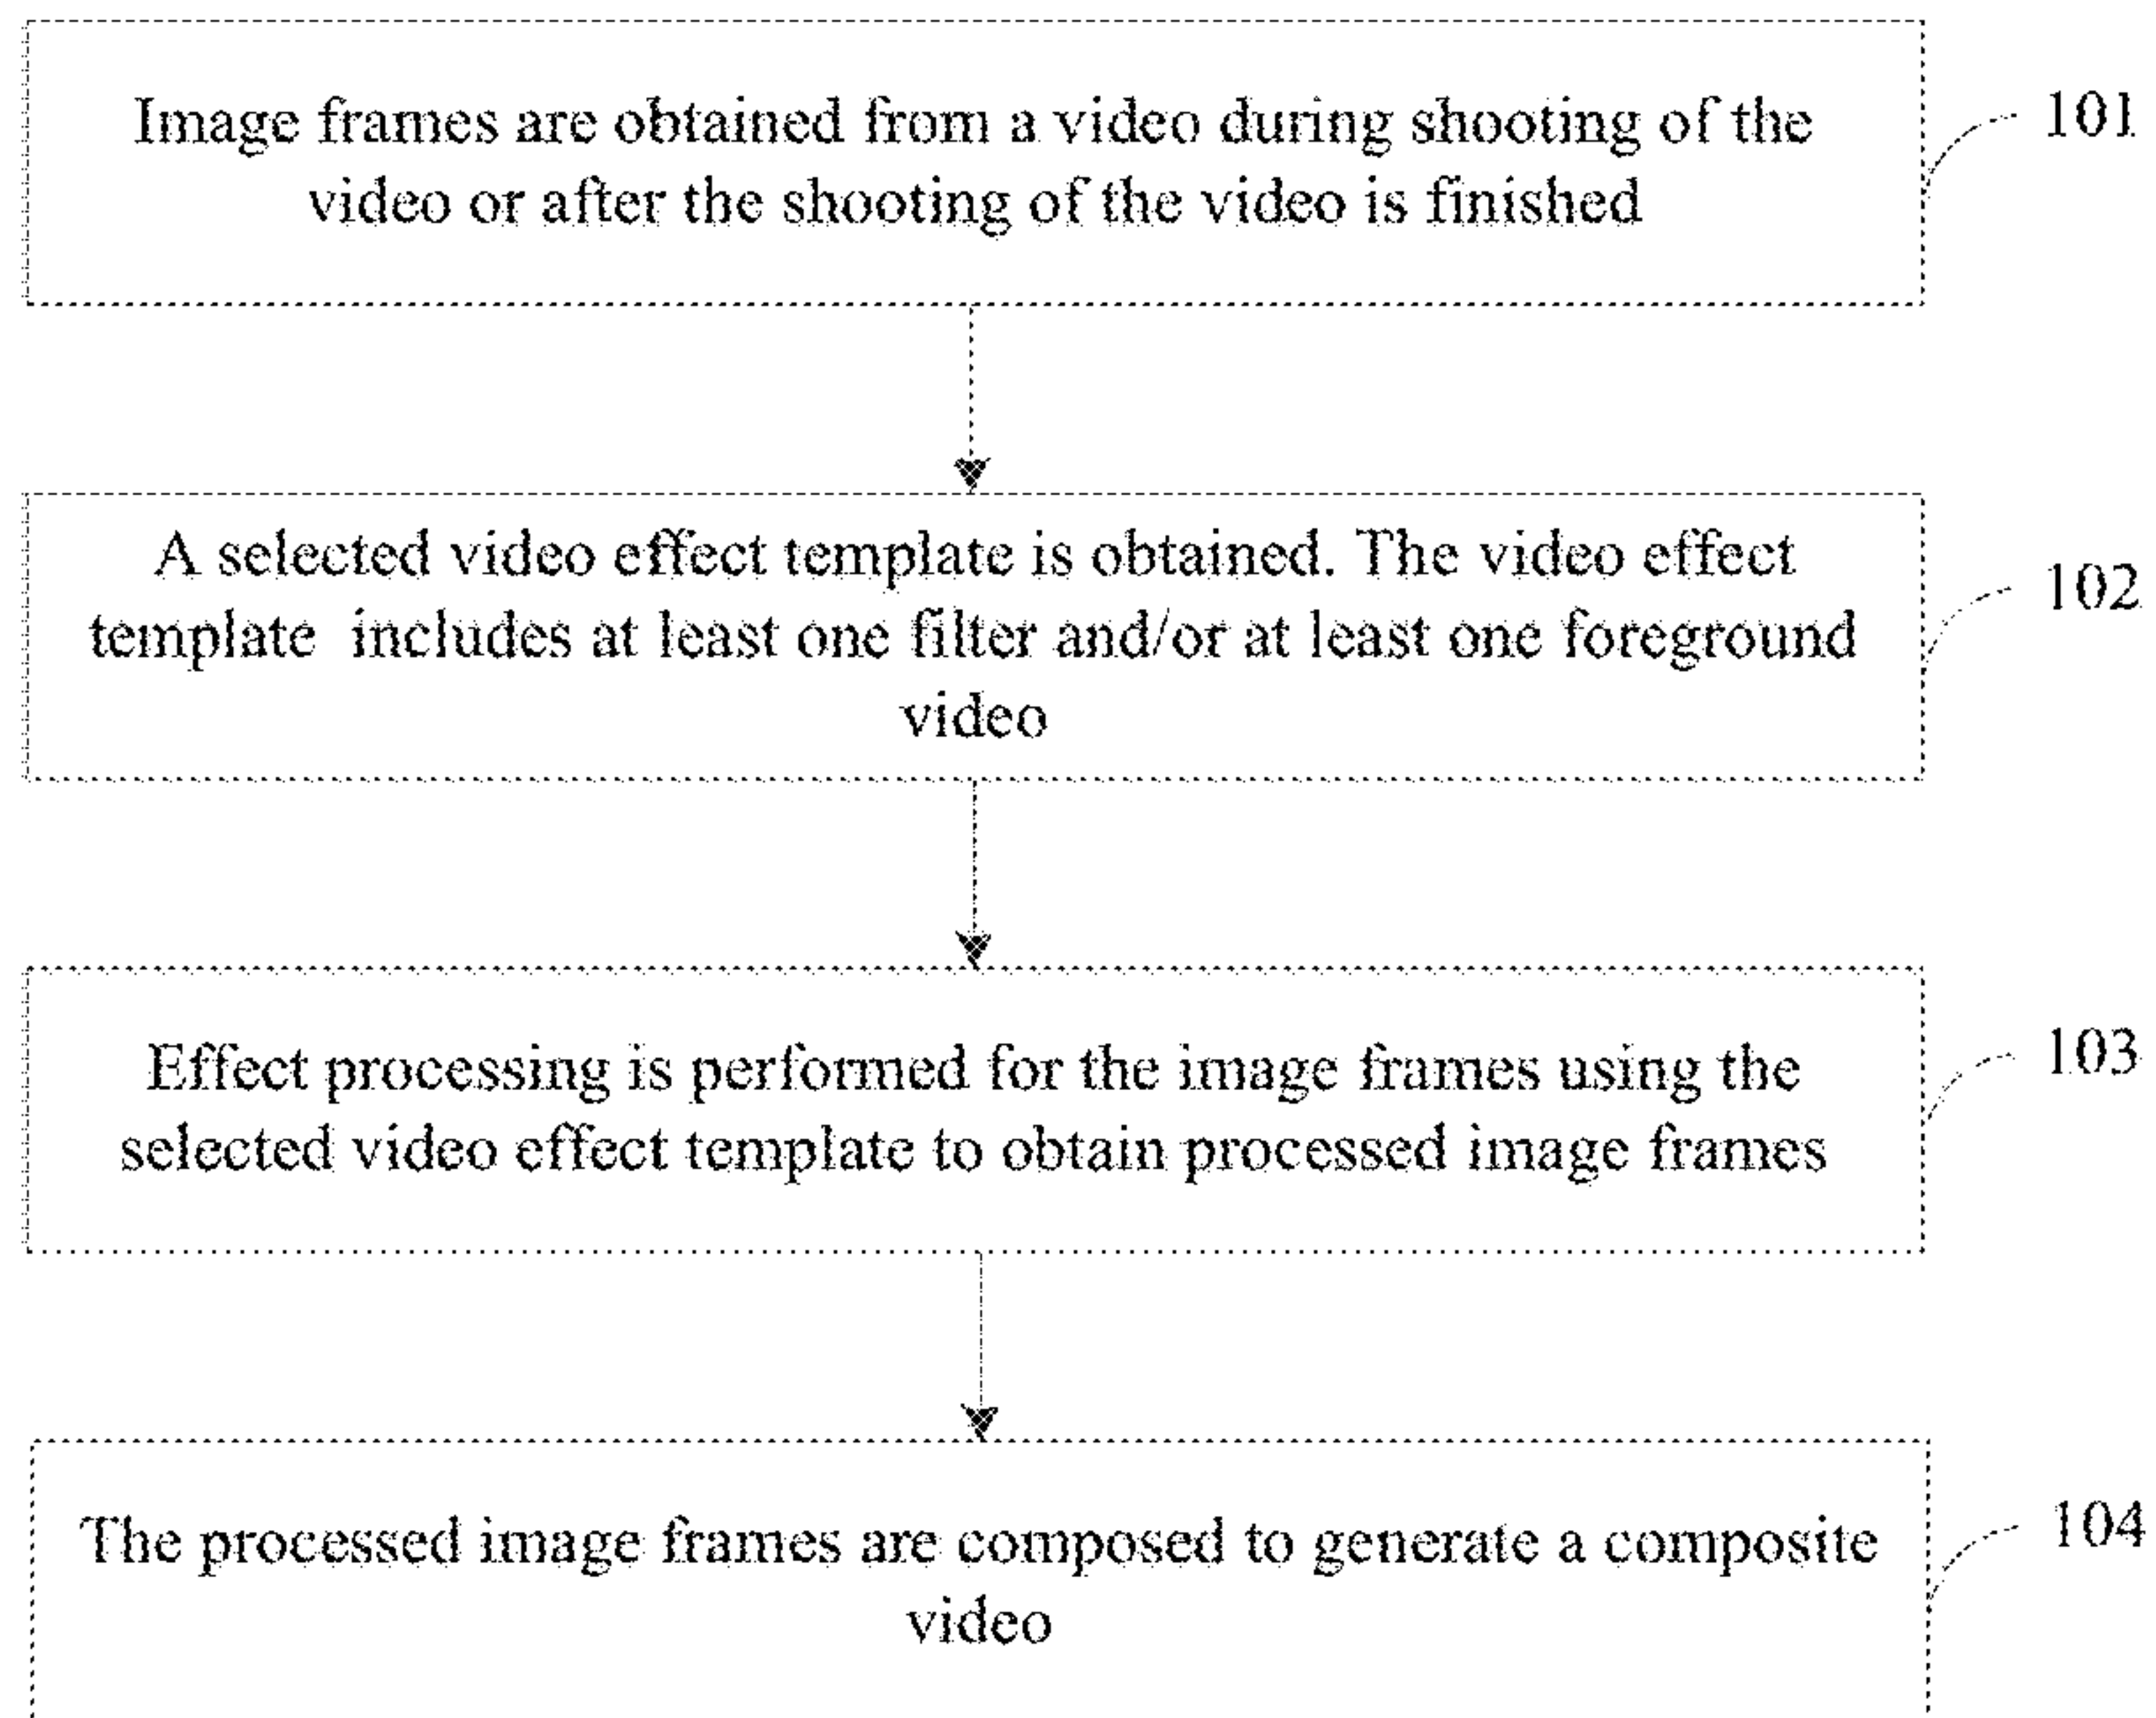 Image frames are obtained from a video during shooting of the
video or after the shooting of the video is finished
101
A selected video effect template is obtained. The video effect
template includes at least one filter and/or at least one foreground
video
102
Effect processing is performed for the image frames using the
selected video effect template to obtain processed image frames
103
The processed image frames are composed to generate a composite
video
104